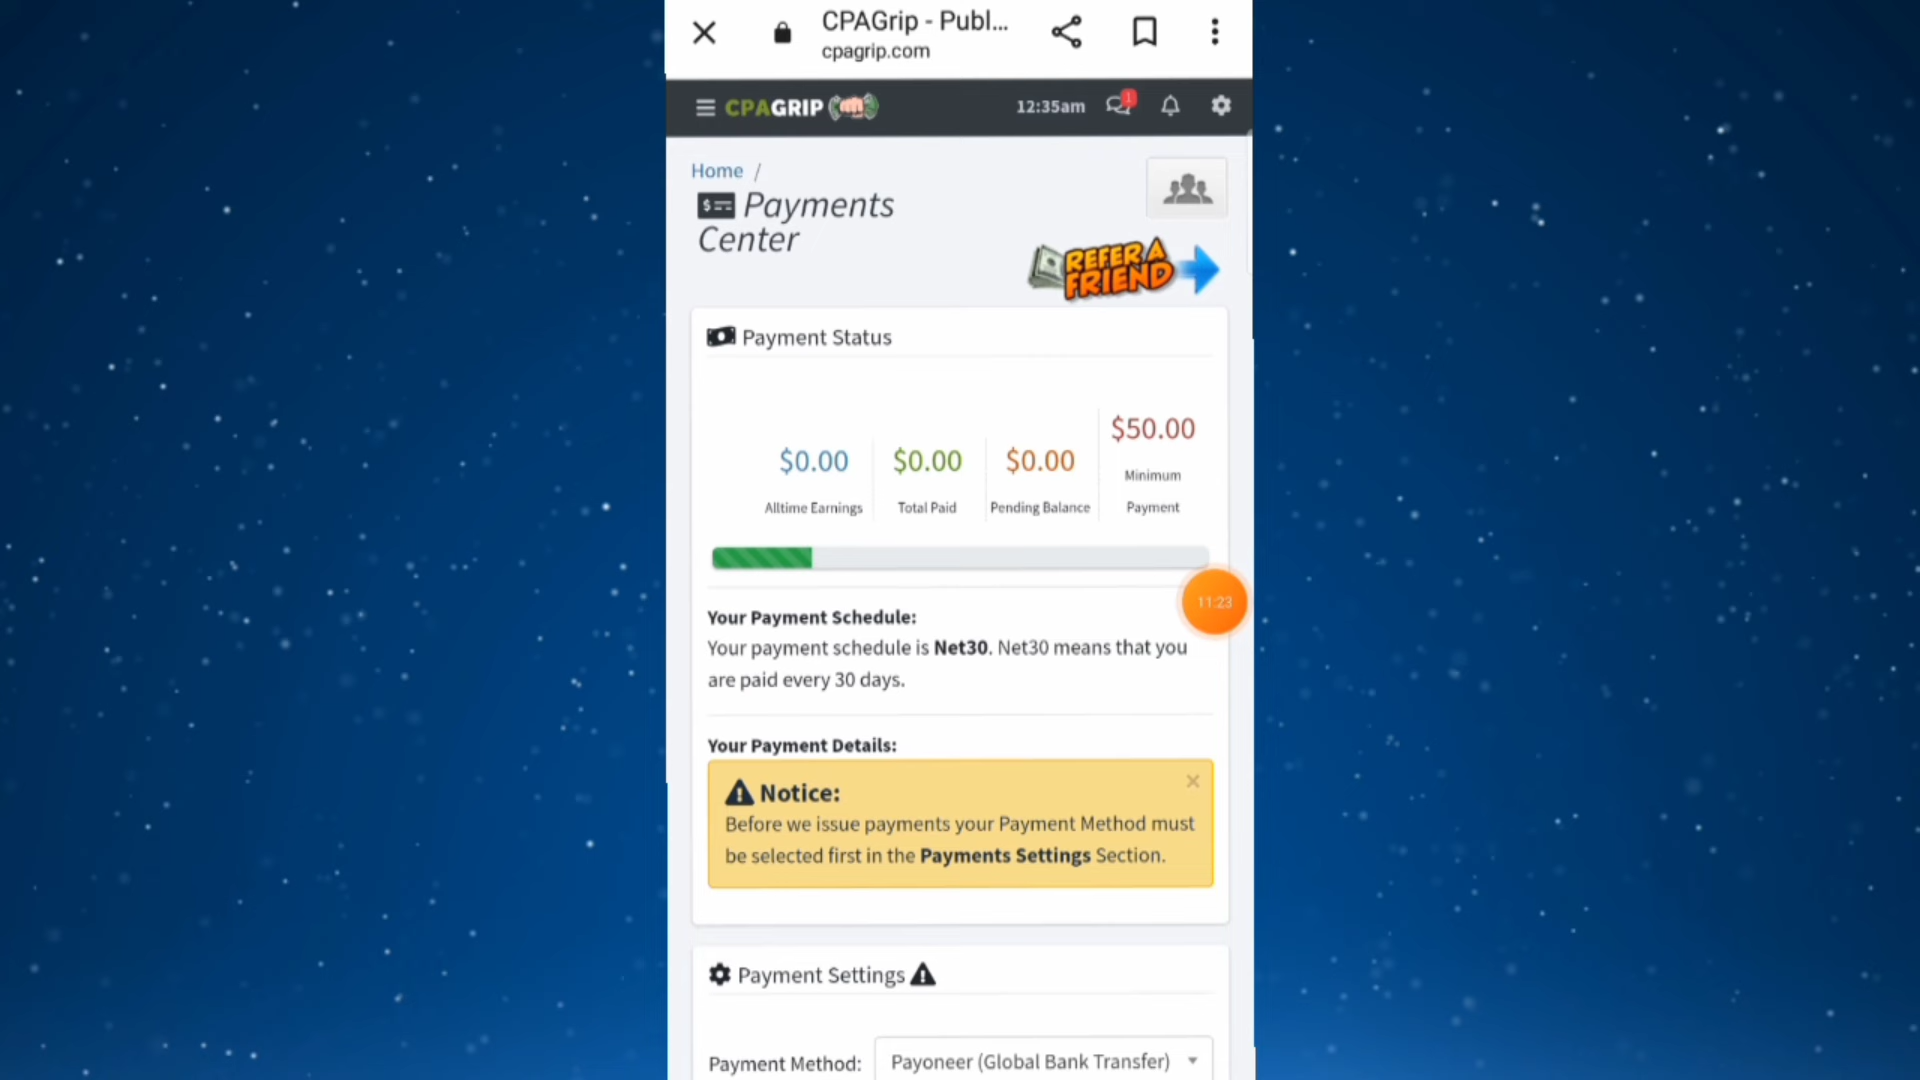 CPAGrip - Publ...
cpagrip.com
CPAGRIP
12:35am
1
Home /
Payments
Center
REFER A
FRIEND
Payment Status
$0.00
Alltime Earnings
$0.00
Total Paid
$0.00
Pending Balance
$50.00
Minimum
Payment
11:23
Your Payment Schedule:
Your payment schedule is Net30. Net30 means that you
are paid every 30 days.
Your Payment Details:
Notice:
Before we issue payments your Payment Method must
be selected first in the Payments Settings Section.
Payment Settings
Payment Method: Payoneer (Global Bank Transfer)